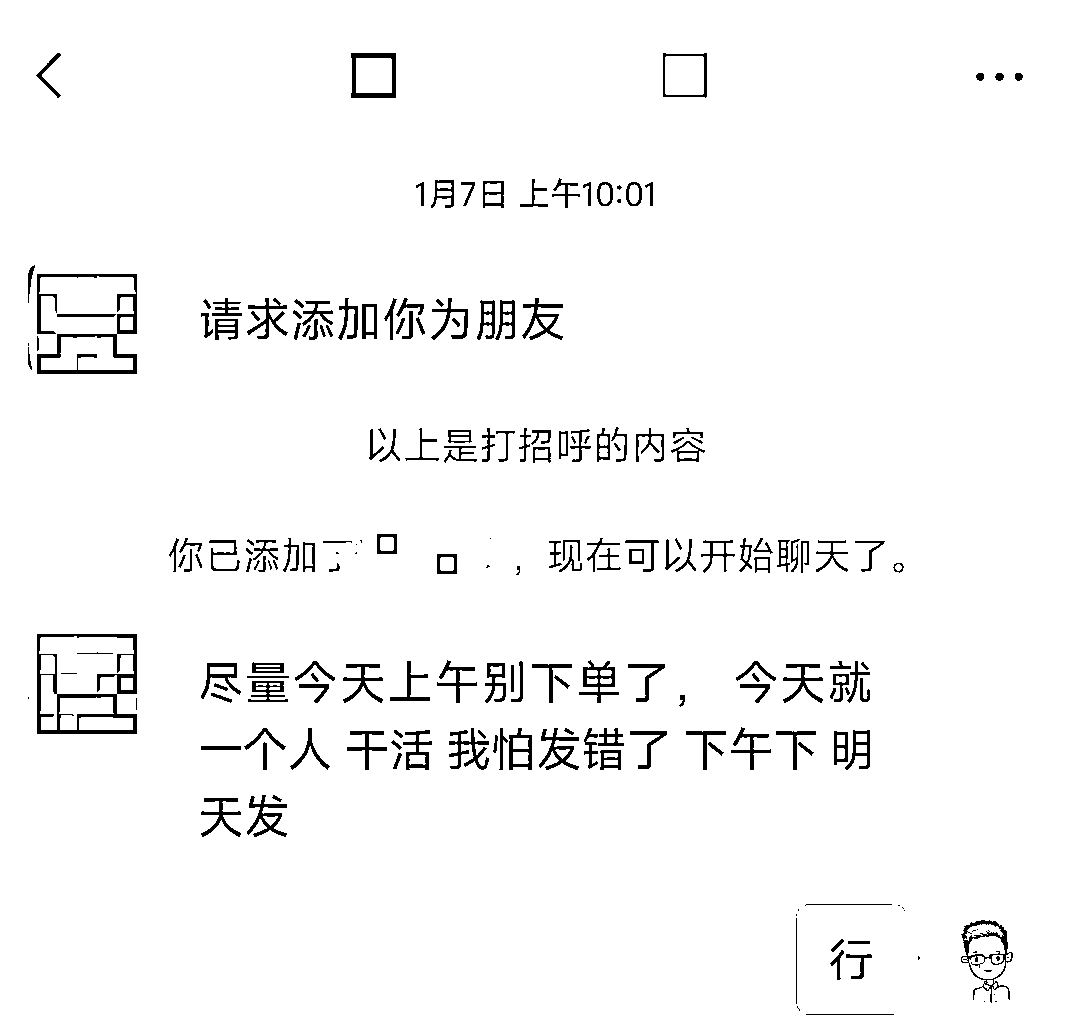 1月7日 上午10:01
请求添加你为朋友
以上是打招呼的内容
你已添加了 ，现在可以开始聊天了。
尽量今天上午别下单了， 今天就
一个人 干活 我怕发错了 下午下 明
天发
行